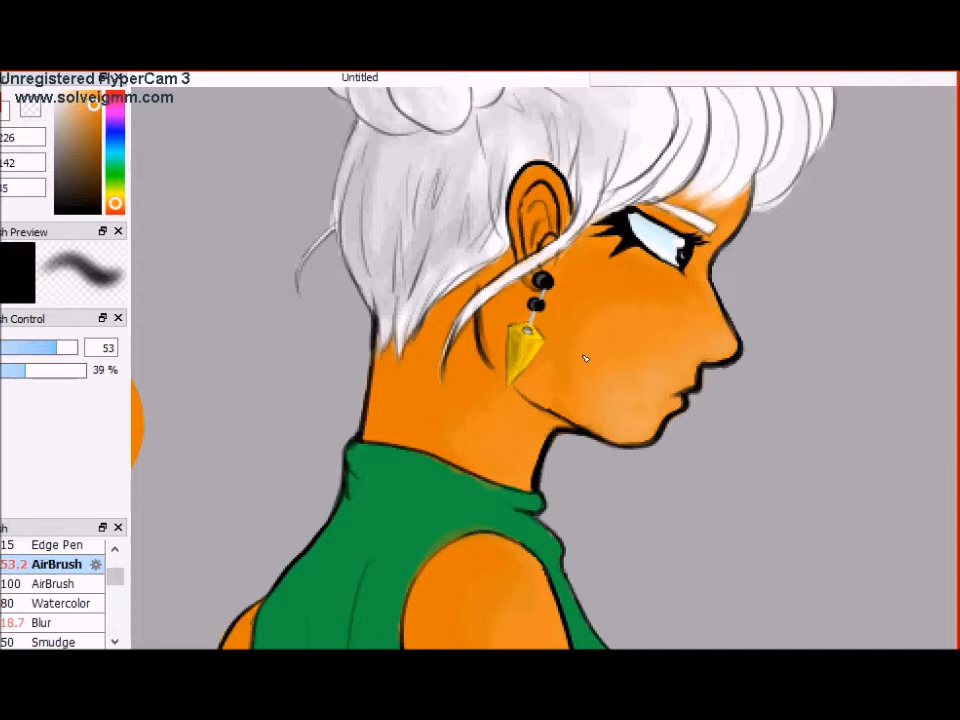 Unregistered HyperCam 3
www.solveigmm.com
Untitled
226
142
35
Preview
Control
53
39 %
15 Edge Pen
53.2 AirBrush
100 AirBrush
80 Watercolor
18.7 Blur
50 Smudge